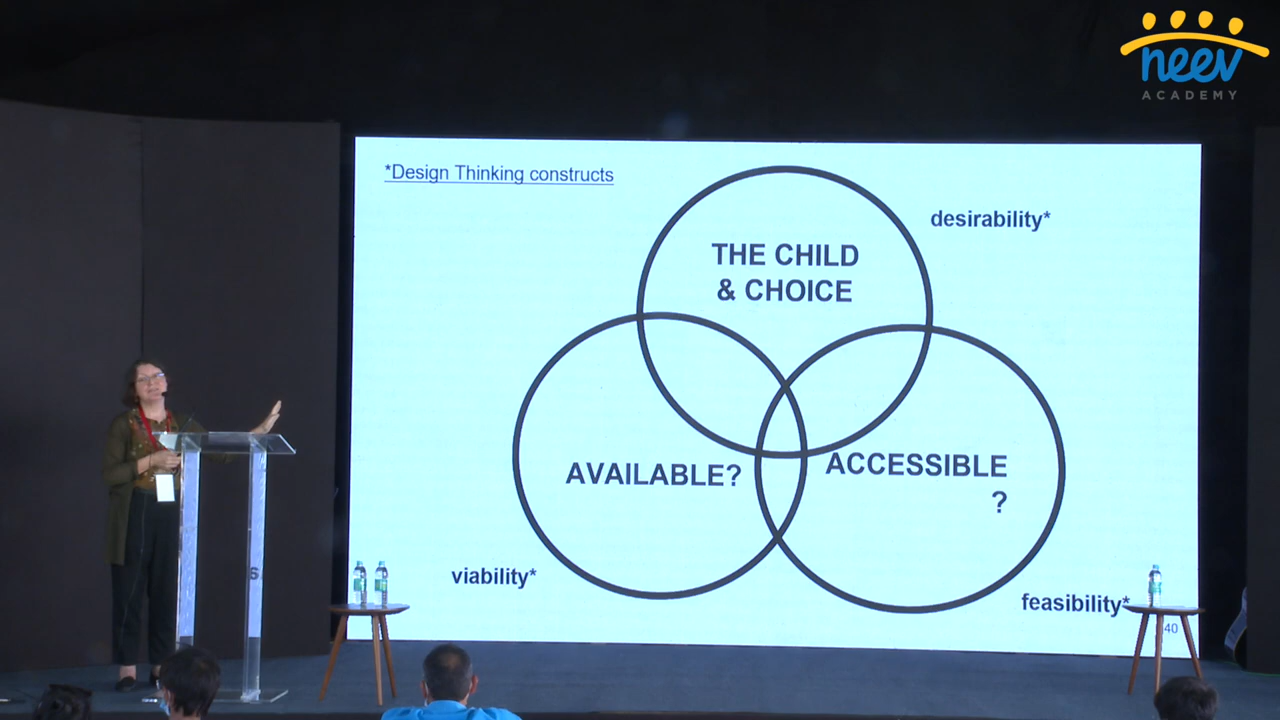 neev
ACADEMY
*Design Thinking constructs
desirability*
THE CHILD
& CHOICE
AVAILABLE?
ACCESSIBLE
?
viability*
feasibility*
40